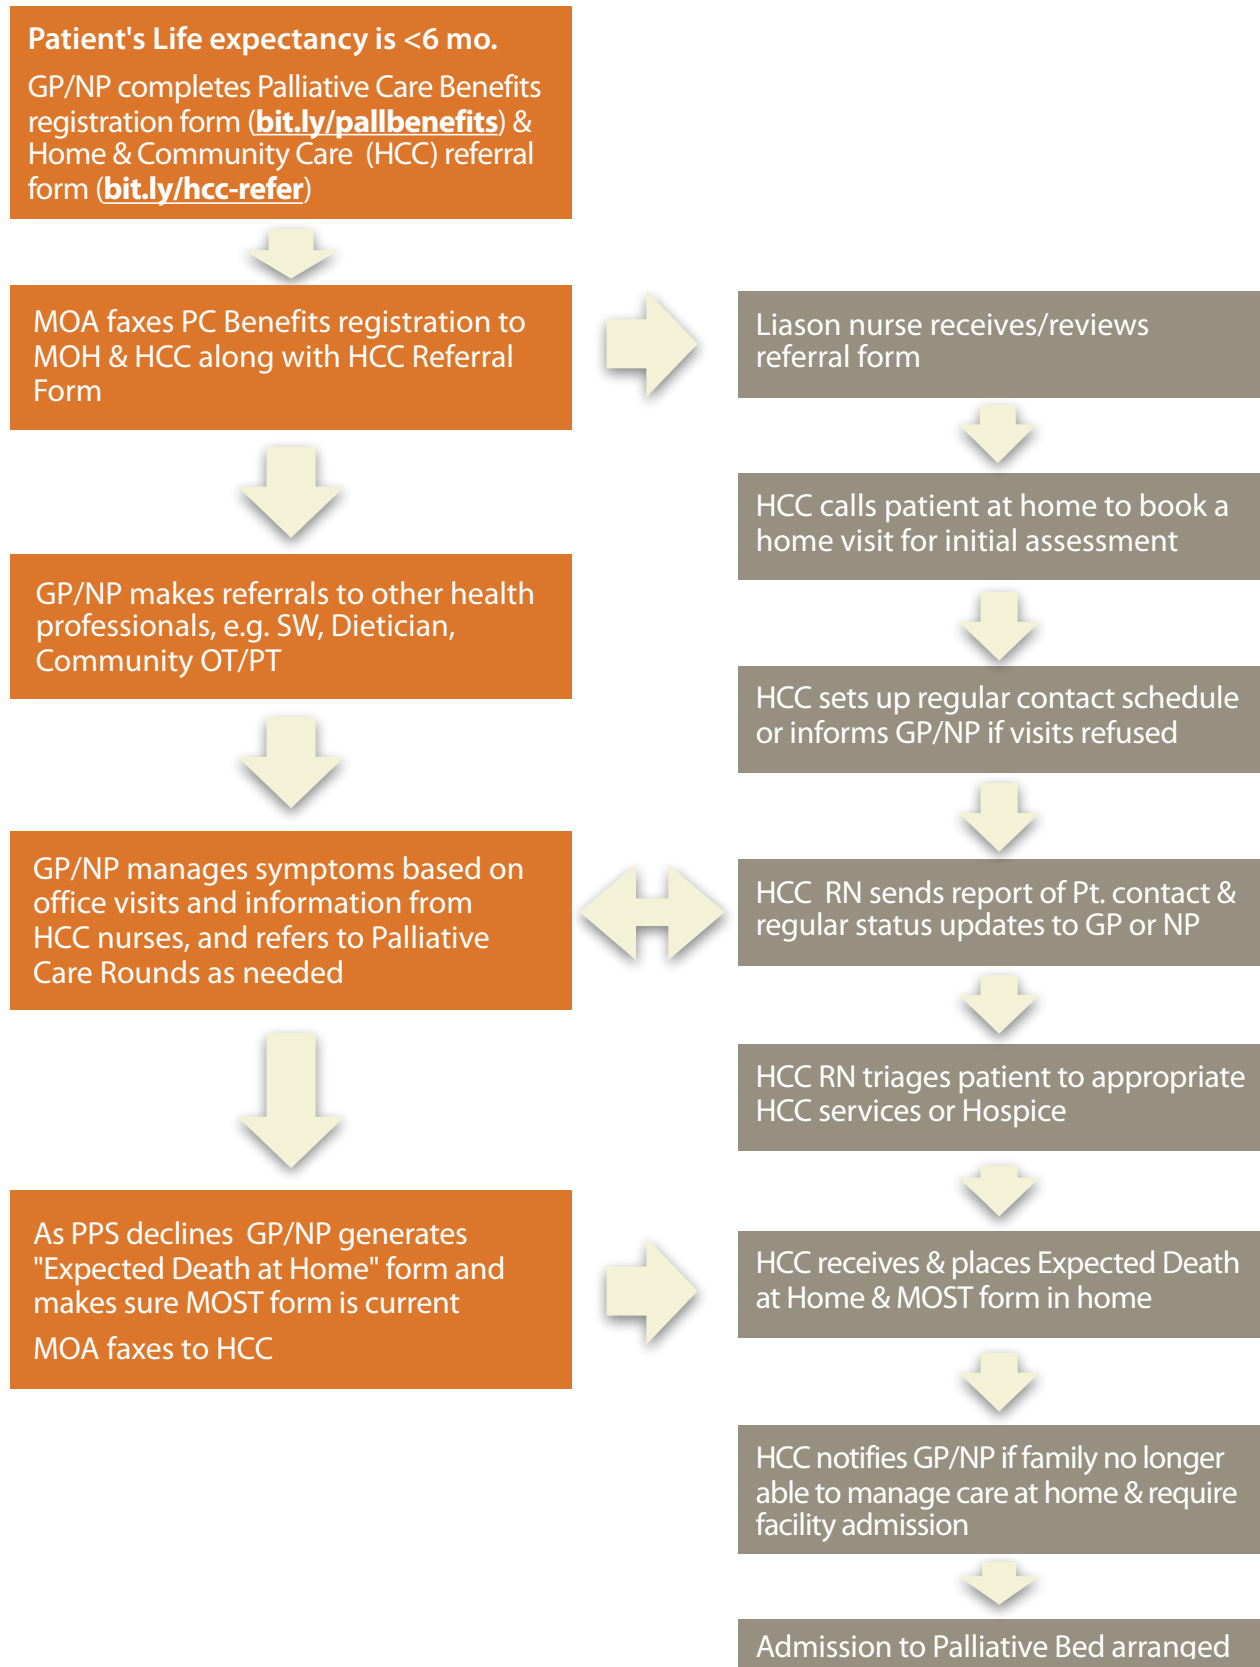 Patient's Life expectancy is <6 mo.
GP/NP completes Palliative Care Benefits
registration form (bit.ly/pallbenefits) &
Home & Community Care (HCC) referral
form (bit.ly/hcc-refer)
MOA faxes PC Benefits registration to
MOH & HCC along with HCC Referral
Form
GP/NP makes referrals to other health
professionals, e.g. SW, Dietician,
Community OT/PT
GP/NP manages symptoms based on
office visits and information from
HCC nurses, and refers to Palliative
Care Rounds as needed
As PPS declines GP/NP generates
"Expected Death at Home" form and
makes sure MOST form is current
MOA faxes to HCC
Liason nurse receives/reviews
referral form
HCC calls patient at home to book a
home visit for initial assessment
HCC sets up regular contact schedule
or informs GP/NP if visits refused
HCC RN sends report of Pt. contact &
regular status updates to GP or NP
HCC RN triages patient to appropriate
HCC services or Hospice
HCC receives & places Expected Death
at Home & MOST form in home
HCC notifies GP/NP if family no longer
able to manage care at home & require
facility admission
Admission to Palliative Bed arranged